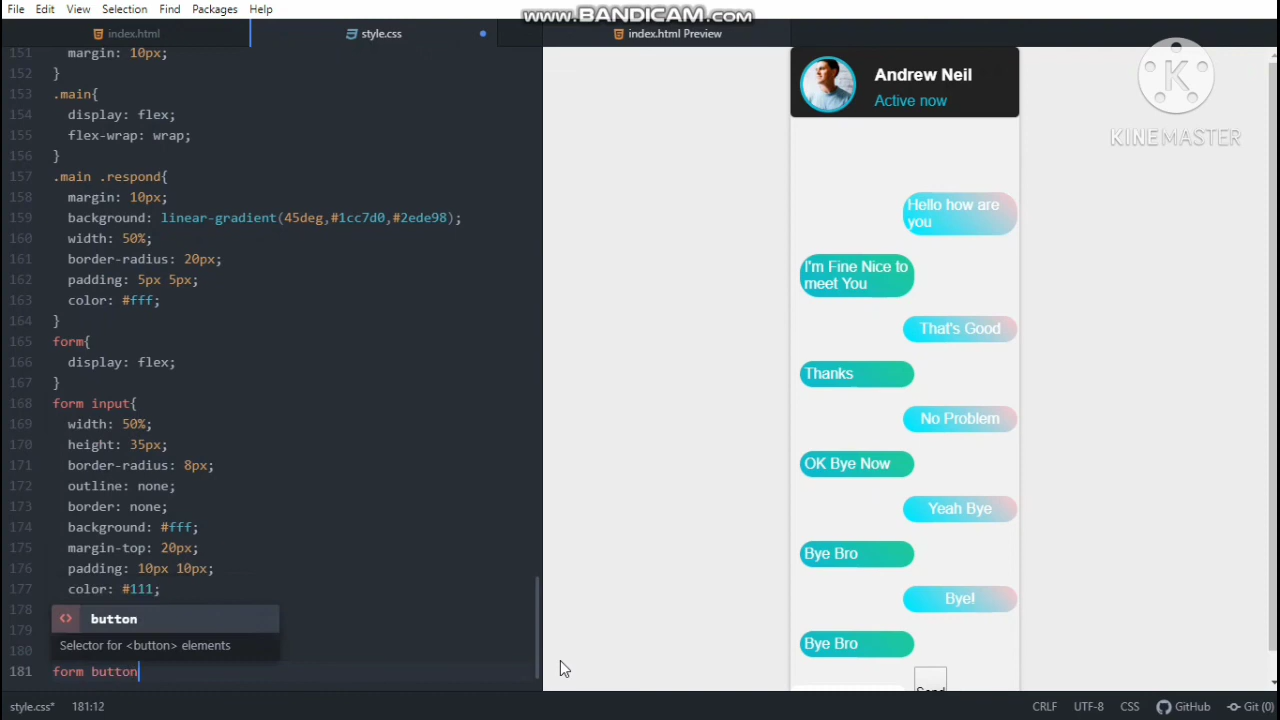 File Edit View Selection Find Packages Help
www.BANDICAM.com
index.html
style.css
index.html Preview
151 margin: 10px;
152 }
153 .main{
154 display: flex;
155 flex-wrap: wrap;
156 }
157 .main .respond{
158 margin: 10px;
159 background: linear-gradient(45deg,#1cc7d0,#2ede98);
160 width: 50%;
161 border-radius: 20px;
162 padding: 5px 5px;
163 color: #fff;
164 }
165 form{
166 display: flex;
167 }
168 form input{
169 width: 50%;
170 height: 35px;
171 border-radius: 8px;
172 outline: none;
173 border: none;
174 background: #fff;
175 margin-top: 20px;
176 padding: 10px 10px;
177 color: #111;
178
179
180
button
Selector for <button> elements
181 form button
Andrew Neil
Active now
K
KINEMASTER
Hello how are
you
I'm Fine Nice to
meet You
That's Good
Thanks
No Problem
OK Bye Now
Yeah Bye
Bye Bro
Bye!
Bye Bro
Send
style.css* 181:12 CRLF UTF-8 CSS GitHub Git (0)